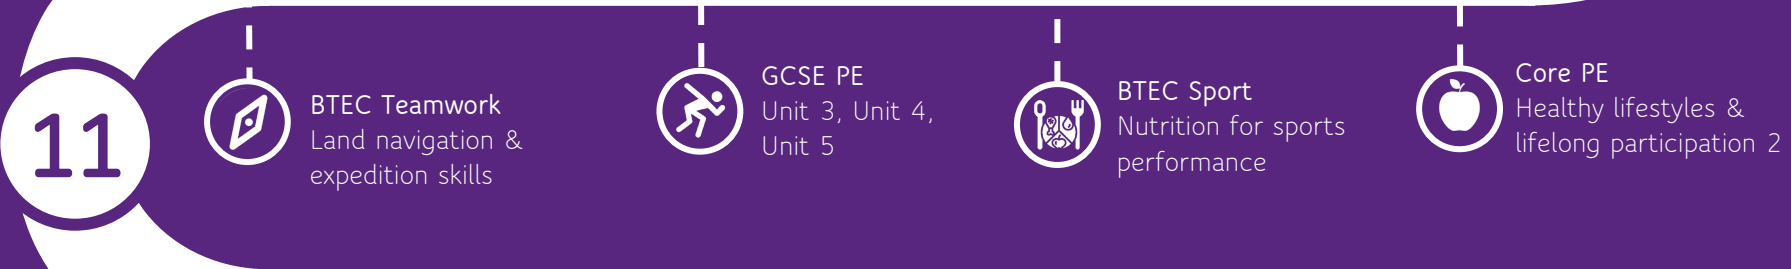 11
BTEC Teamwork
Land navigation &
expedition skills
GCSE PE
Unit 3, Unit 4,
Unit 5
BTEC Sport
Nutrition for sports
performance
Core PE
Healthy lifestyles &
lifelong participation 2